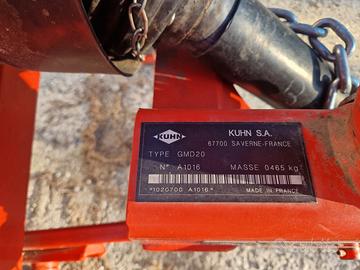 KUHN
KUHN S.A.
67700 SAVERNE-FRANCE
TYPE GMD20
N° A1016 MASSE 0465 kg
*1020700 A1016*
MADE IN FRANCE